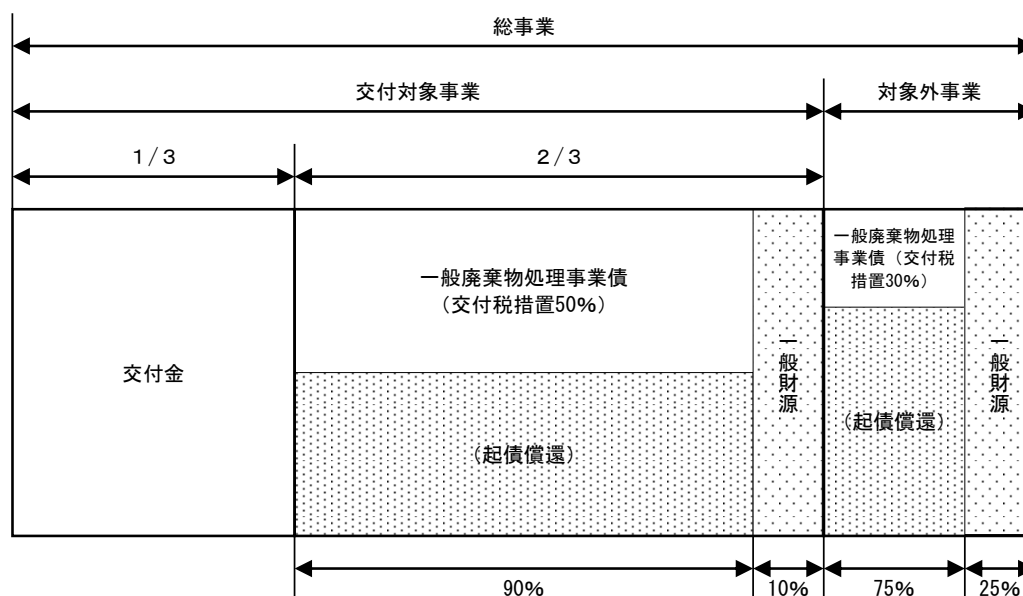 総事業
交付対象事業
対象外事業
1/3
2/3
交付金
一般廃棄物処理事業債
(交付税措置50%)
(起債償還)
一般財源
一般廃棄物処理
事業債(交付税
措置30%)
(起債償還)
一般財源
90%
10%
75%
25%